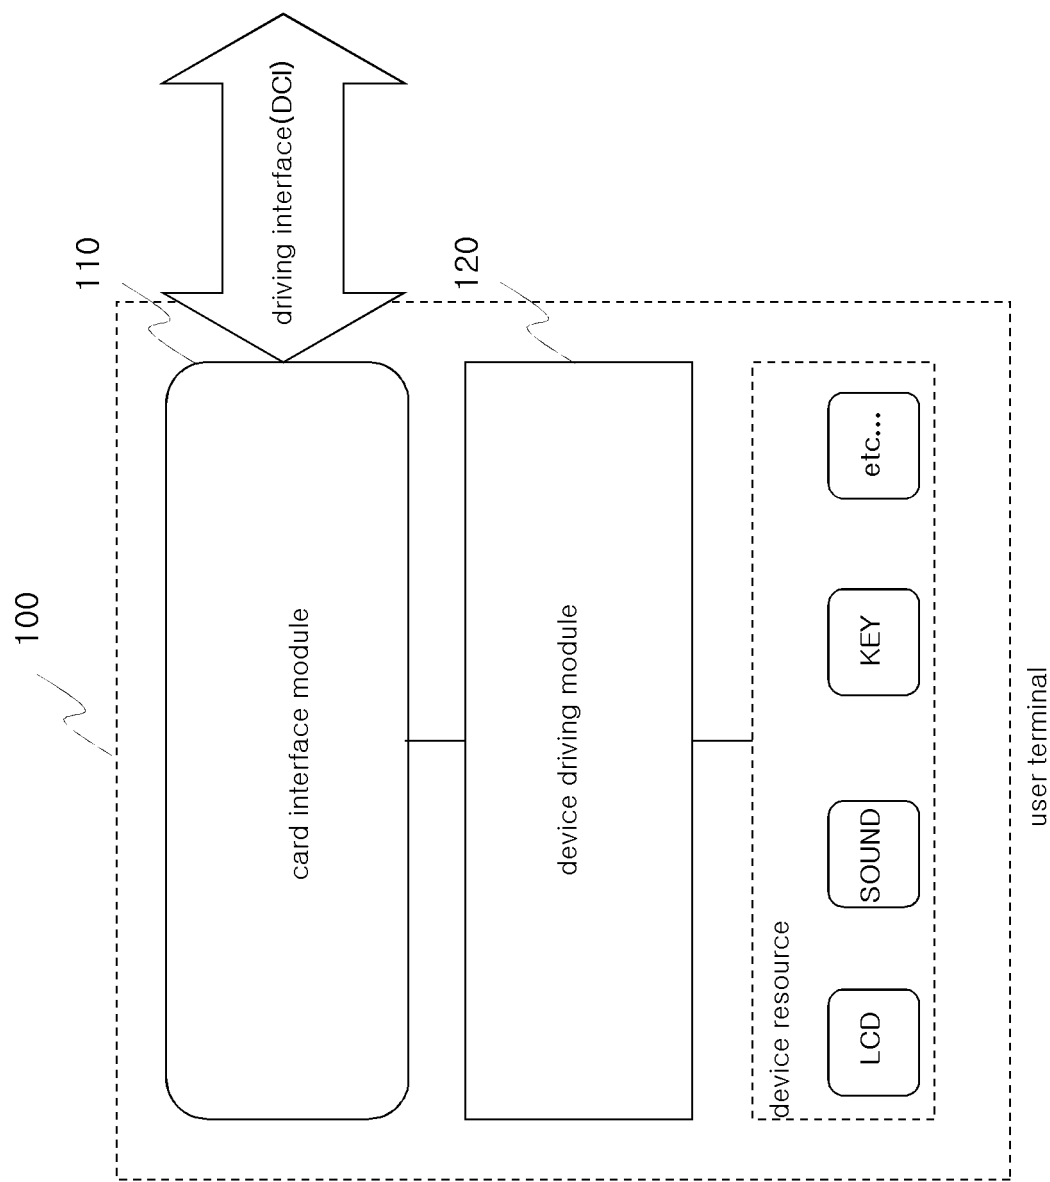 100
110
driving interface(DCI)
card interface module
120
device driving module
device resource
LCD
SOUND
KEY
etc...
user terminal